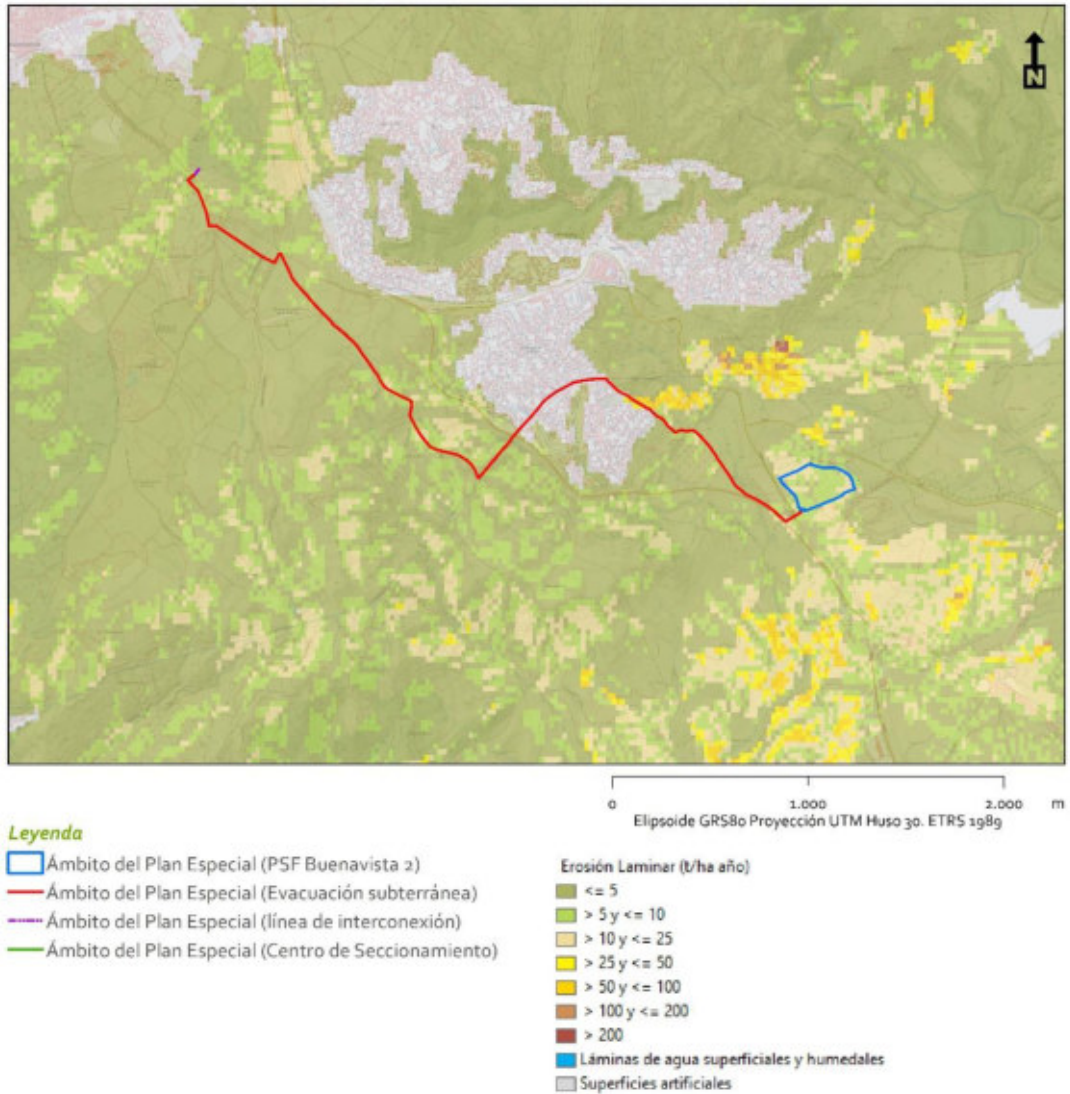 N
0 1.000 2.000 m
Elipsoide GRS80 Proyección UTM Huso 30. ETRS 1989
Leyenda
Ámbito del Plan Especial (PSF Buenavista 2)
Ámbito del Plan Especial (Evacuación subterránea)
Ámbito del Plan Especial (línea de interconexión)
Ámbito del Plan Especial (Centro de Seccionamiento)
Erosión Laminar (t/ha año)
<= 5
> 5 y <= 10
> 10 y <= 25
> 25 y <= 50
> 50 y <= 100
> 100 y <= 200
> 200
Láminas de agua superficiales y humedales
Superficies artificiales